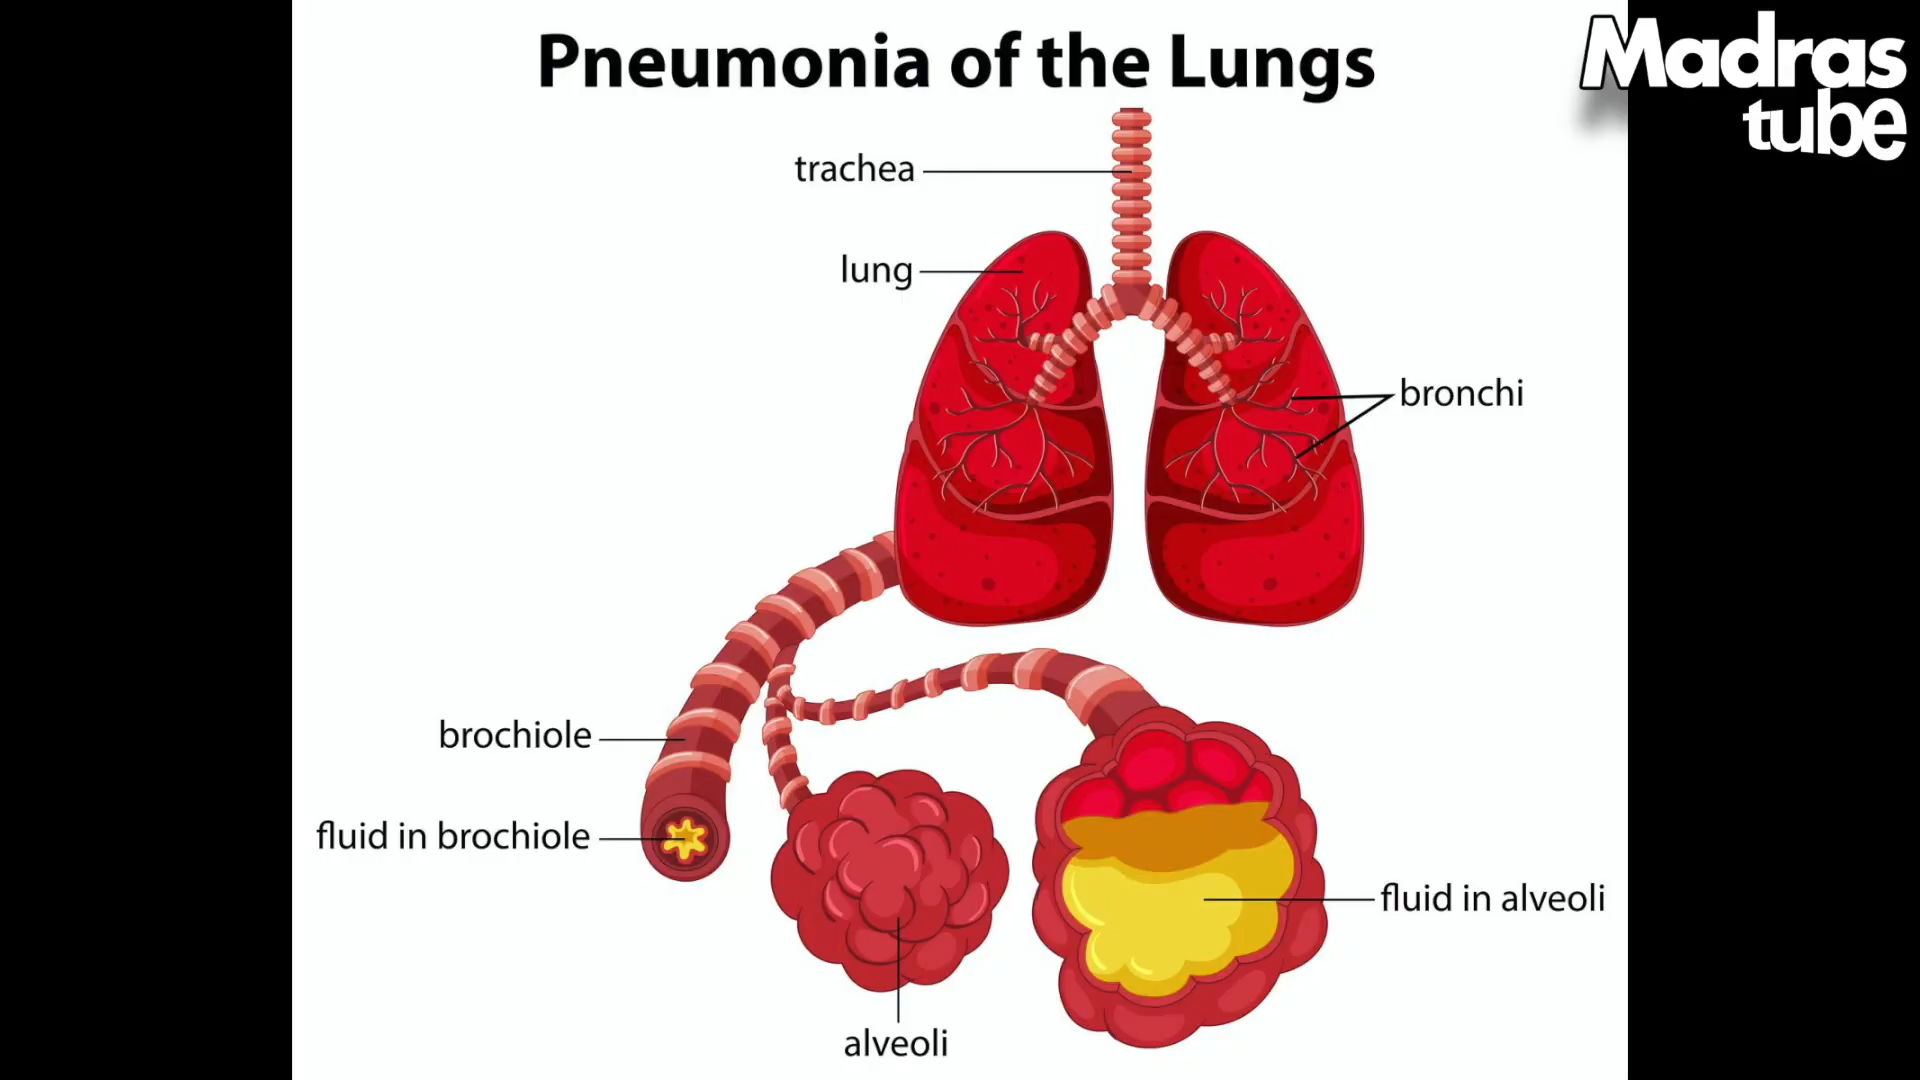 Pneumonia of the Lungs
Madras
tube
trachea
lung
bronchi
brochiole
fluid in brochiole
fluid in alveoli
alveoli